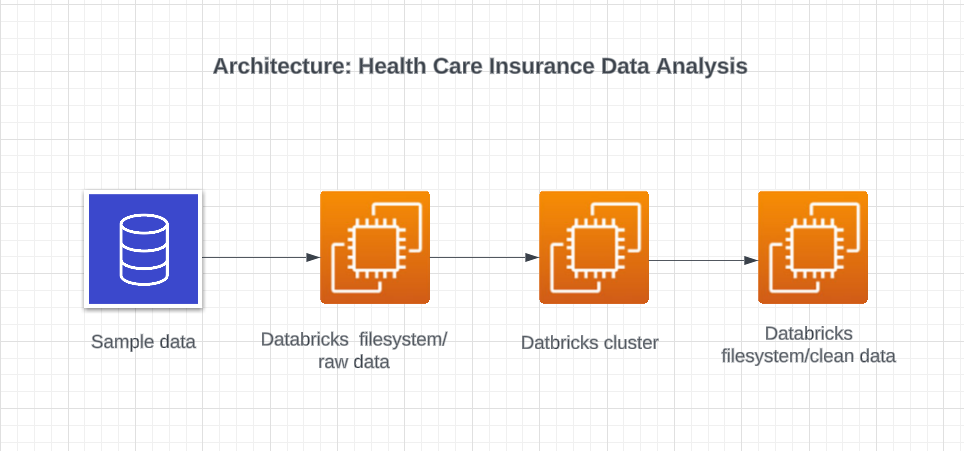 Architecture: Health Care Insurance Data Analysis
Sample data
Databricks filesystem/
raw data
Datbricks cluster
Databricks
filesystem/clean data